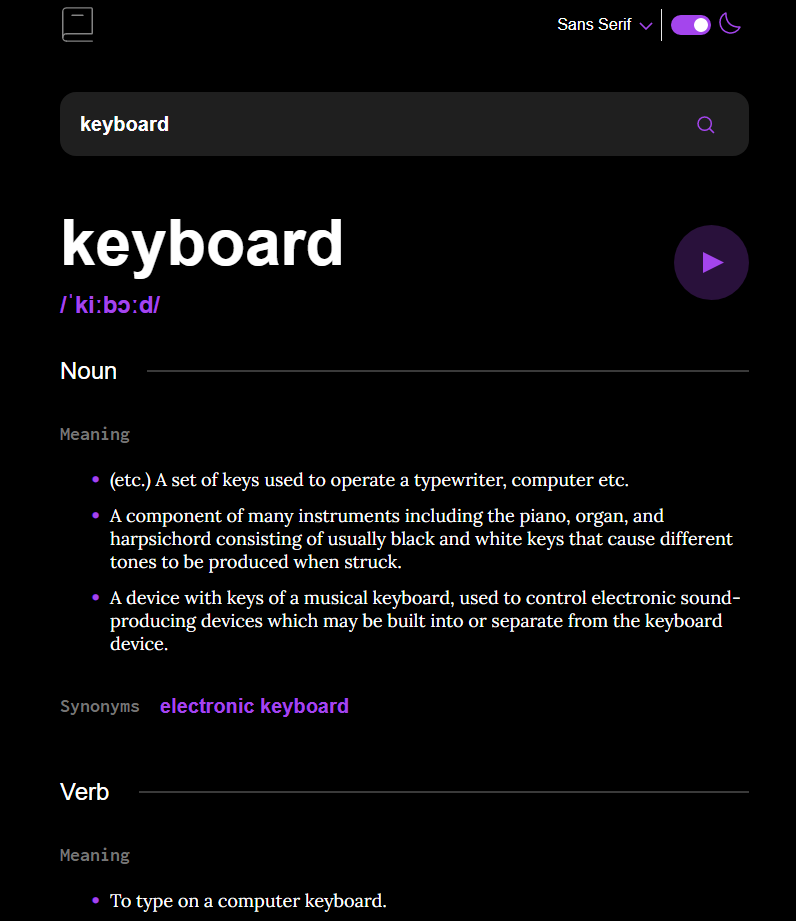 Sans Serif
keyboard
keyboard
/ˈkiːbɔːd/
Noun
Meaning
(etc.) A set of keys used to operate a typewriter, computer etc.
A component of many instruments including the piano, organ, and
harpsichord consisting of usually black and white keys that cause different
tones to be produced when struck.
A device with keys of a musical keyboard, used to control electronic sound-
producing devices which may be built into or separate from the keyboard
device.
Synonyms electronic keyboard
Verb
Meaning
To type on a computer keyboard.